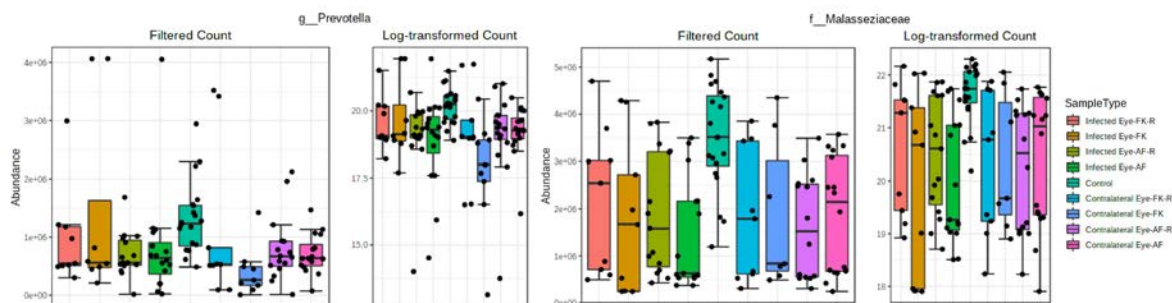 g__Prevotella
f__Malasseziaceae
Filtered Count
Log-transformed Count
Filtered Count
Log-transformed Count
Abundance
4e+06
3e+06
2e+06
1e+06
0e+00
20.0
17.5
15.0
Abundance
5e+06
4e+06
3e+06
2e+06
1e+06
0e+00
22
21
20
19
18
SampleType
Infected Eye-FK-R
Infected Eye-FK
Infected Eye-AF-R
Infected Eye-AF
Control
Contralateral Eye-FK-R
Contralateral Eye-FK
Contralateral Eye-AF-R
Contralateral Eye-AF